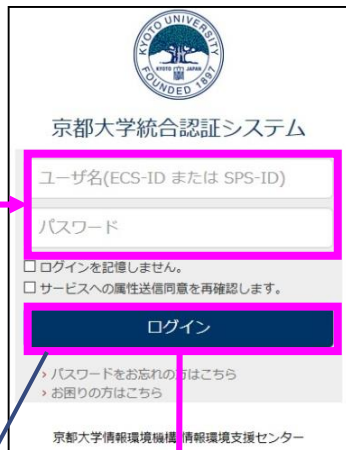 KYOTO UNIVERSITY
KYOTO JAPAN
FOUNDED 1897
京都大学統合認証システム
ユーザ名(ECS-ID または SPS-ID)
パスワード
ログインを記憶しません。
サービスへの属性送信同意を再確認します。
ログイン
› パスワードをお忘れの方はこちら
› お困りの方はこちら
京都大学情報環境機構 情報環境支援センター